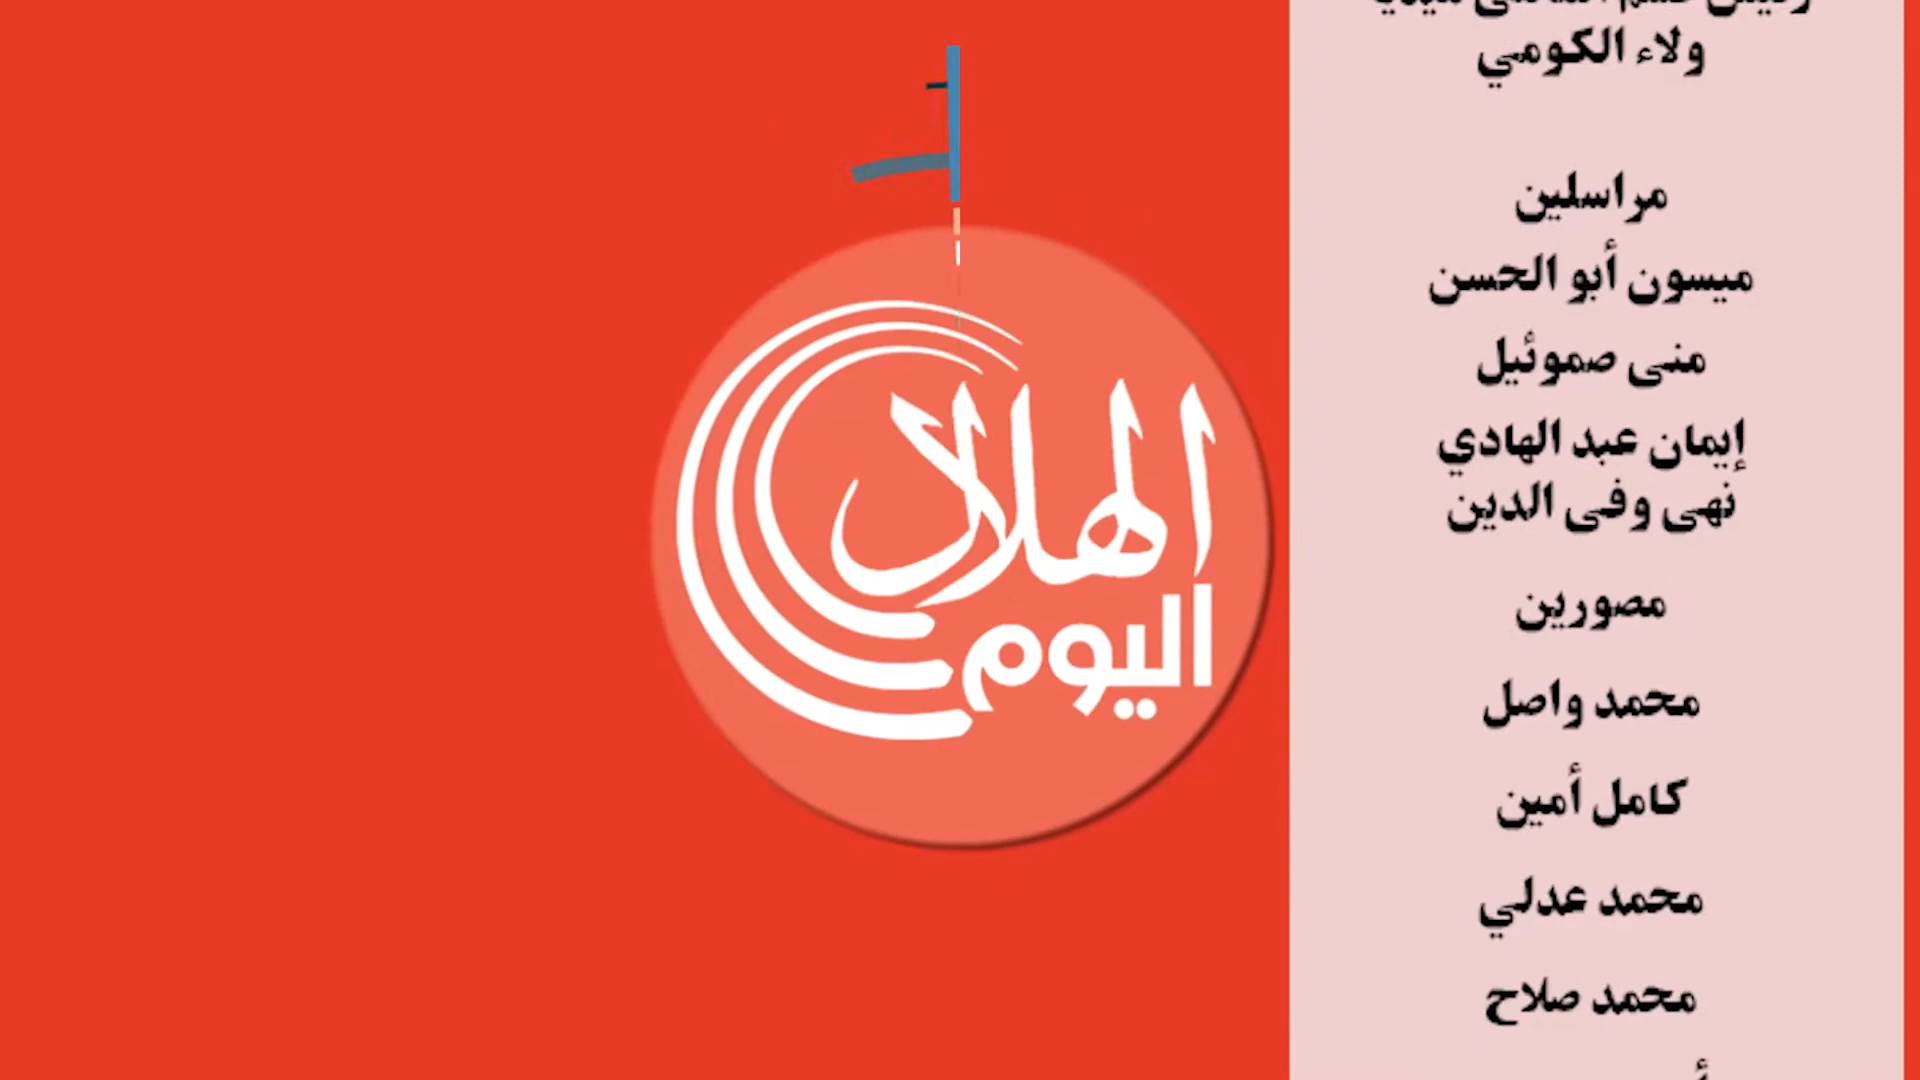 الهلال
اليوم
ولاء الكومي
مراسلين
ميسون أبو الحسن
منى صموئيل
إيمان عبد الهادي
نهى وفى الدين
مصورين
محمد واصل
كامل أمين
محمد عدلي
محمد صلاح